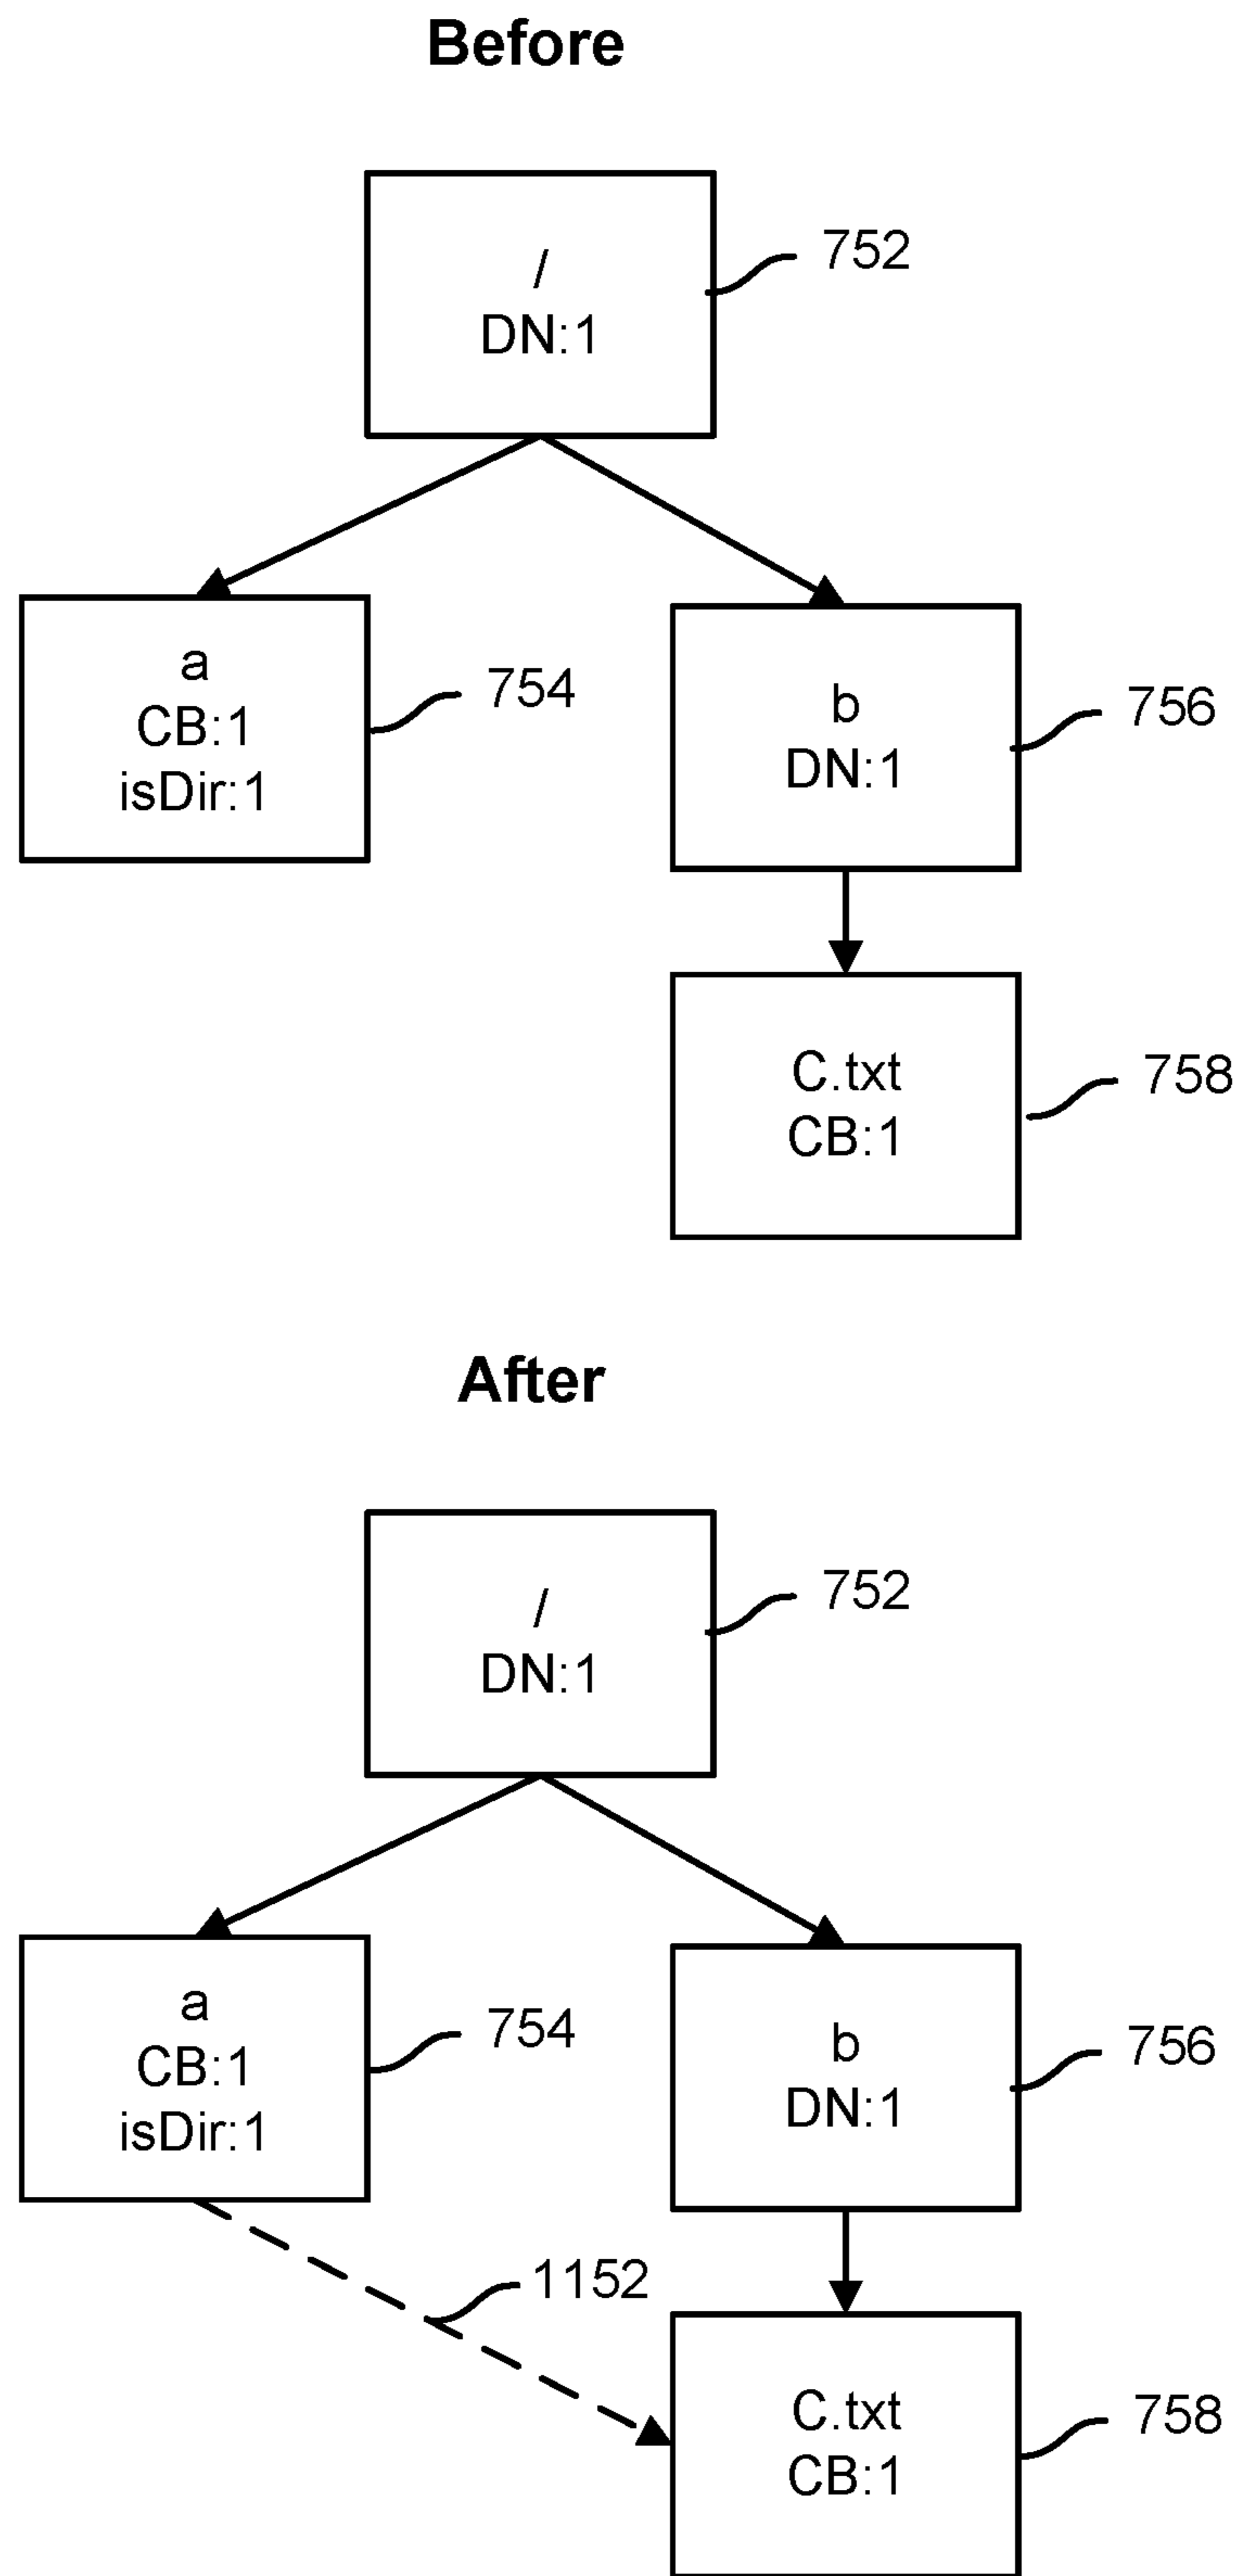 Before
/
DN:1
752
a
CB:1
isDir:1
754
b
DN:1
756
C.txt
CB:1
758
After
/
DN:1
752
a
CB:1
isDir:1
754
b
DN:1
756
1152
C.txt
CB:1
758